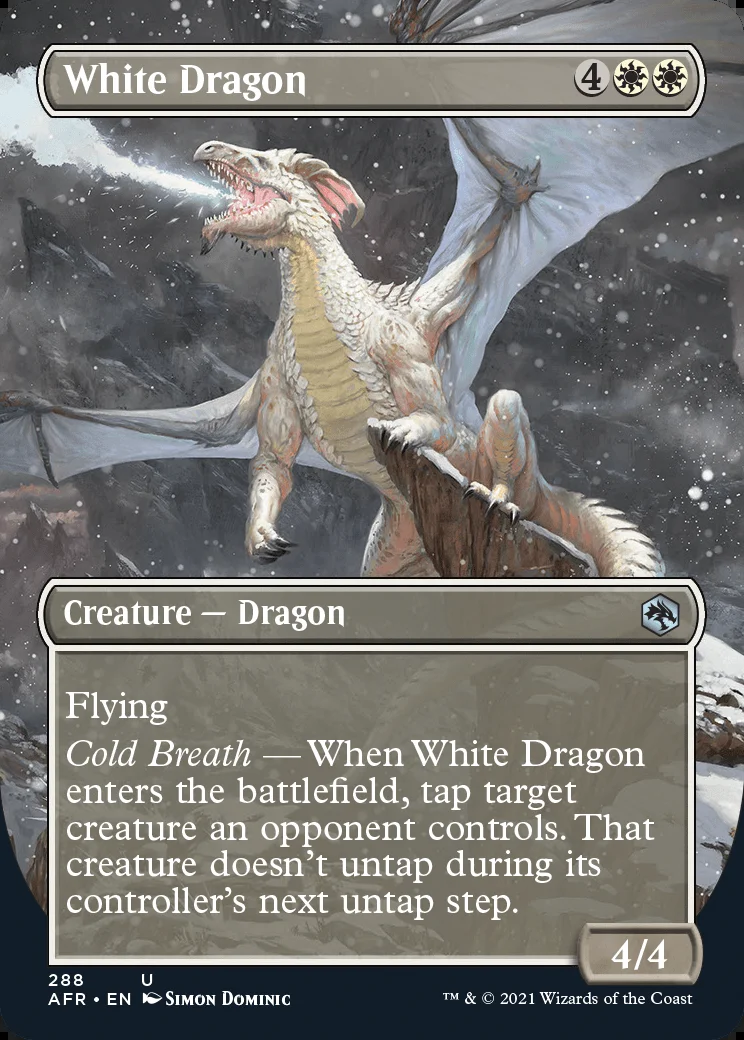 White Dragon 4
Creature — Dragon
Flying
Cold Breath — When White Dragon
enters the battlefield, tap target
creature an opponent controls. That
creature doesn't untap during its
controller's next untap step.
4/4
288 U
AFR • EN Simon Dominic
™ & © 2021 Wizards of the Coast